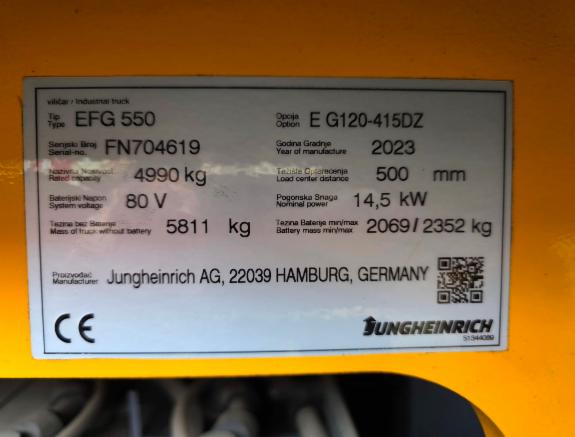 viličar / Industrial truck
Tip
Type EFG 550
Opcija
Option E G120-415DZ
Serijski Broj
Serial-no. FN704619
Godina Gradnje
Year of manufacture 2023
Nazivna Nosivost
Rated capacity 4990 kg
Težište Opterećenja
Load center distance 500 mm
Baterijski Napon
System voltage 80 V
Pogonska Snaga
Nominal power 14,5 kW
Tezina bez Baterije
Mass of truck without battery 5811 kg
Tezina Baterije min/max
Battery mass min/max 2069 / 2352 kg
Proizvođač
Manufacturer Jungheinrich AG, 22039 HAMBURG, GERMANY
CE
JUNGHEINRICH
51344089